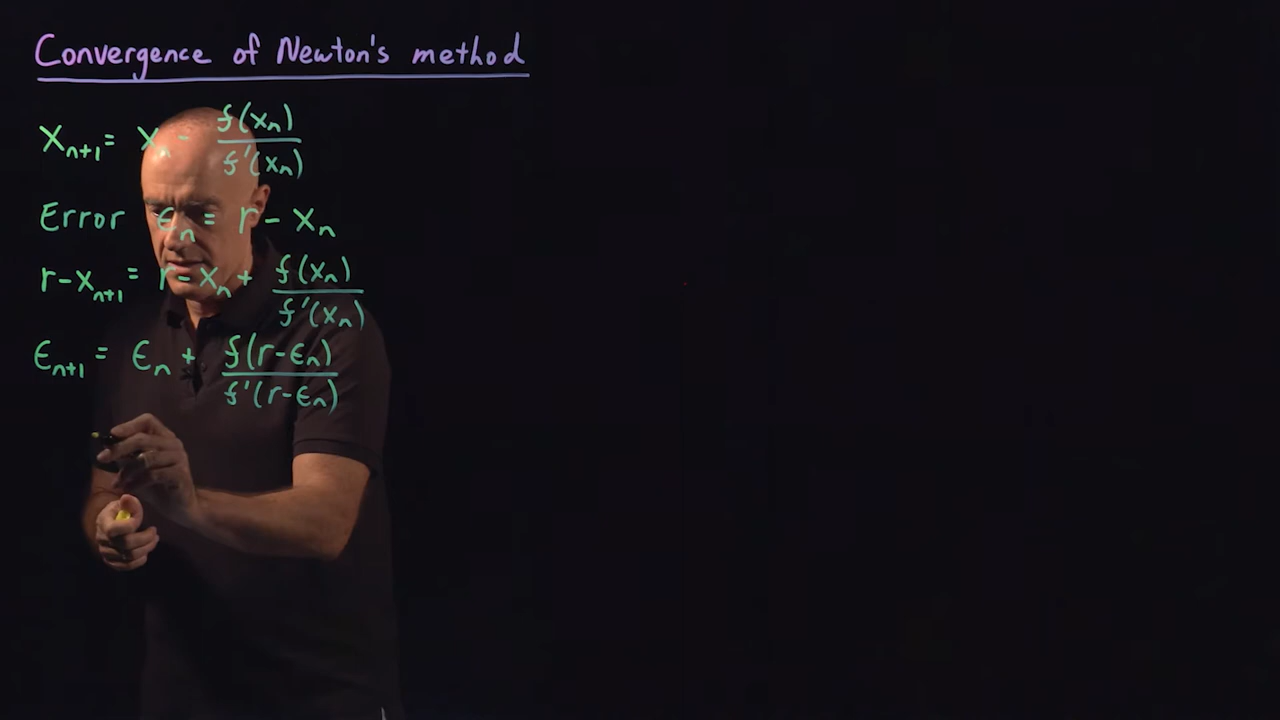 Convergence of Newton's method
xₙ₊₁ = xₙ - f(xₙ)/f'(xₙ)
Error ϵₙ = r - xₙ
r - xₙ₊₁ = r - xₙ + f(xₙ)/f'(xₙ)
ϵₙ₊₁ = ϵₙ + f(r-ϵₙ)/f'(r-ϵₙ)